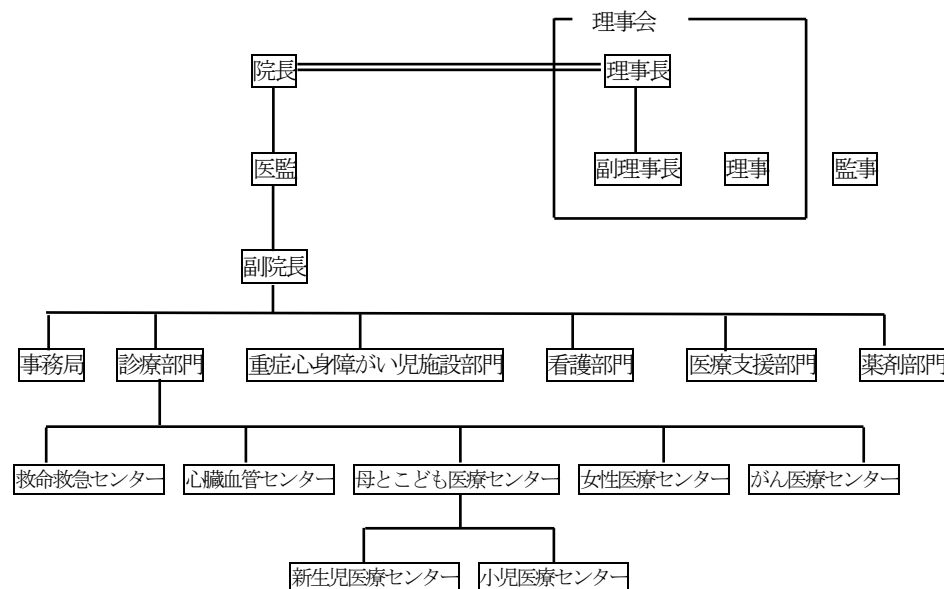 理事会
院長 理事長
医監 副理事長 理事 監事
副院長
事務局 診療部門 重症心身障がい児施設部門 看護部門 医療支援部門 薬剤部門
救命救急センター 心臓血管センター 母とこども医療センター 女性医療センター がん医療センター
新生児医療センター 小児医療センター